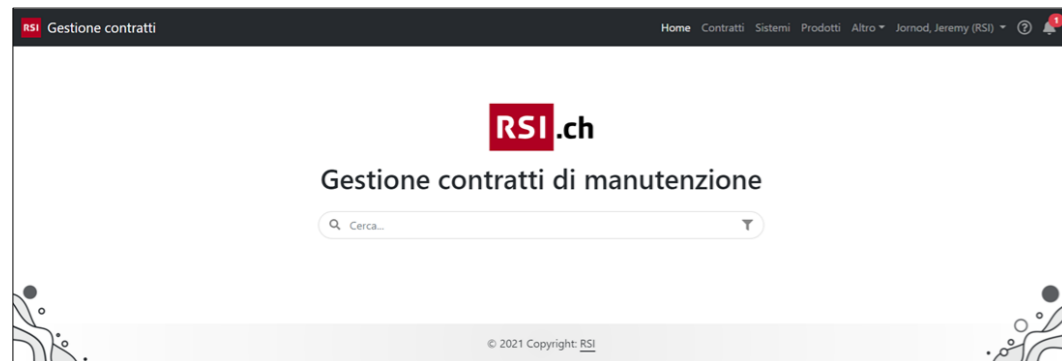 RSI Gestione contratti
Home Contratti Sistemi Prodotti Altro Jornod, Jeremy (RSI) ? 1
RSI.ch
Gestione contratti di manutenzione
Cerca...
© 2021 Copyright: RSI